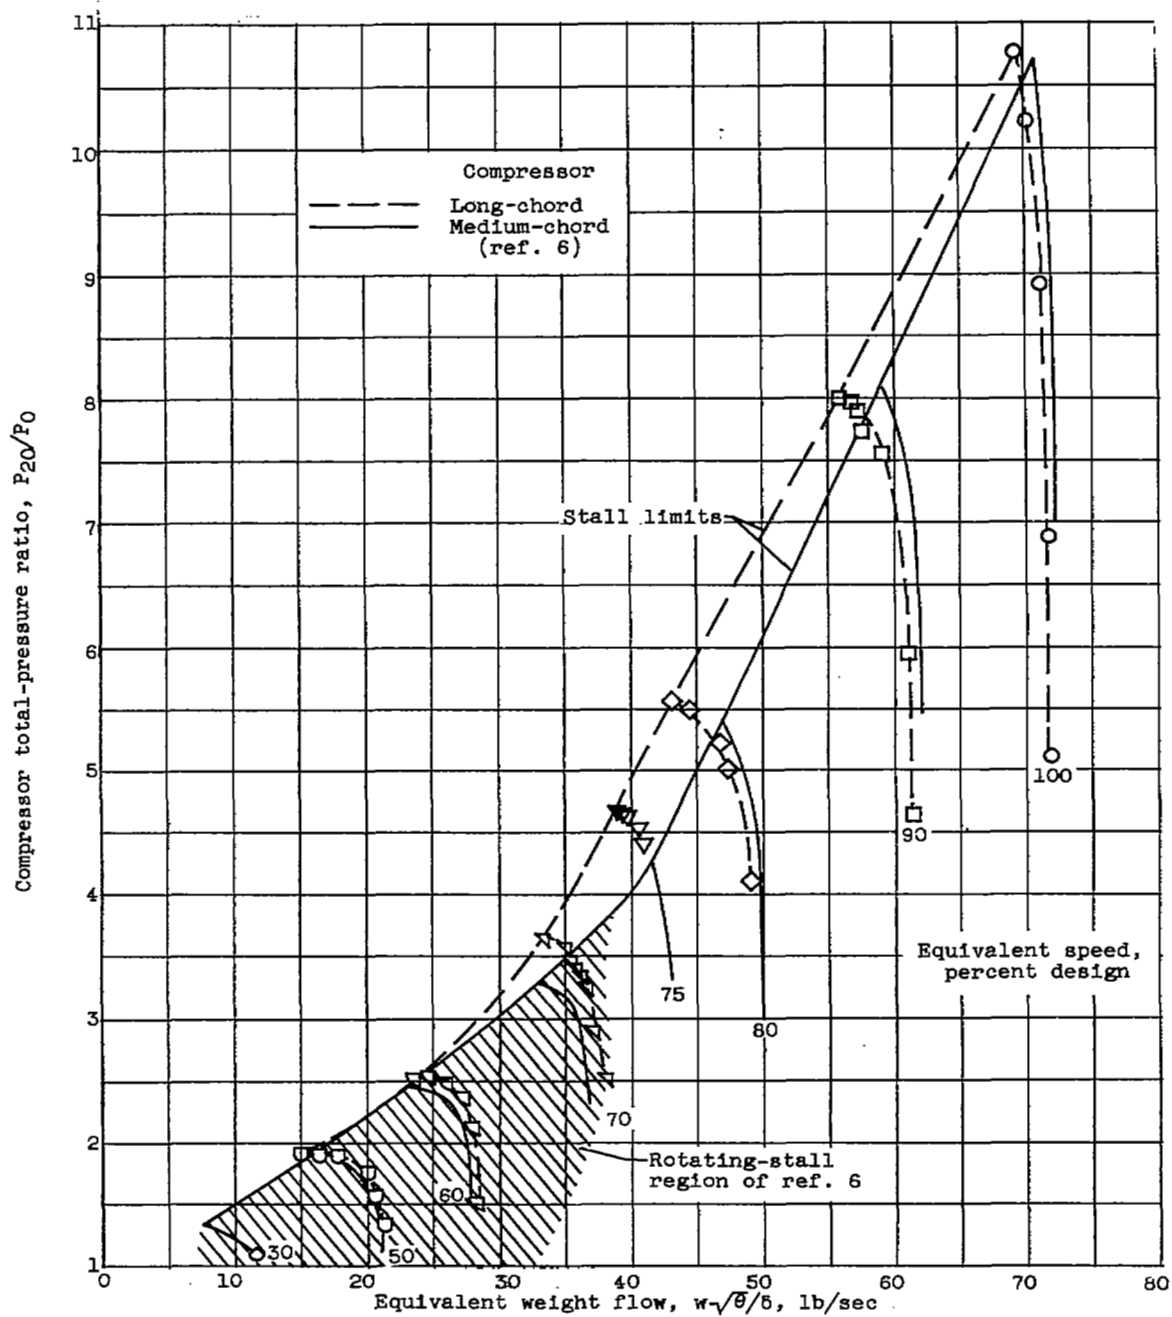 11
10
9
8
7
6
5
4
3
2
1
Compressor total-pressure ratio, P20/P0
Compressor
Long-chord
Medium-chord
(ref. 6)
Stall limits
100
90
Equivalent speed,
percent design
75
80
70
Rotating-stall
region of ref. 6
60
50
30
0 10 20 30 40 50 60 70 80
Equivalent weight flow, w√θ/δ, lb/sec